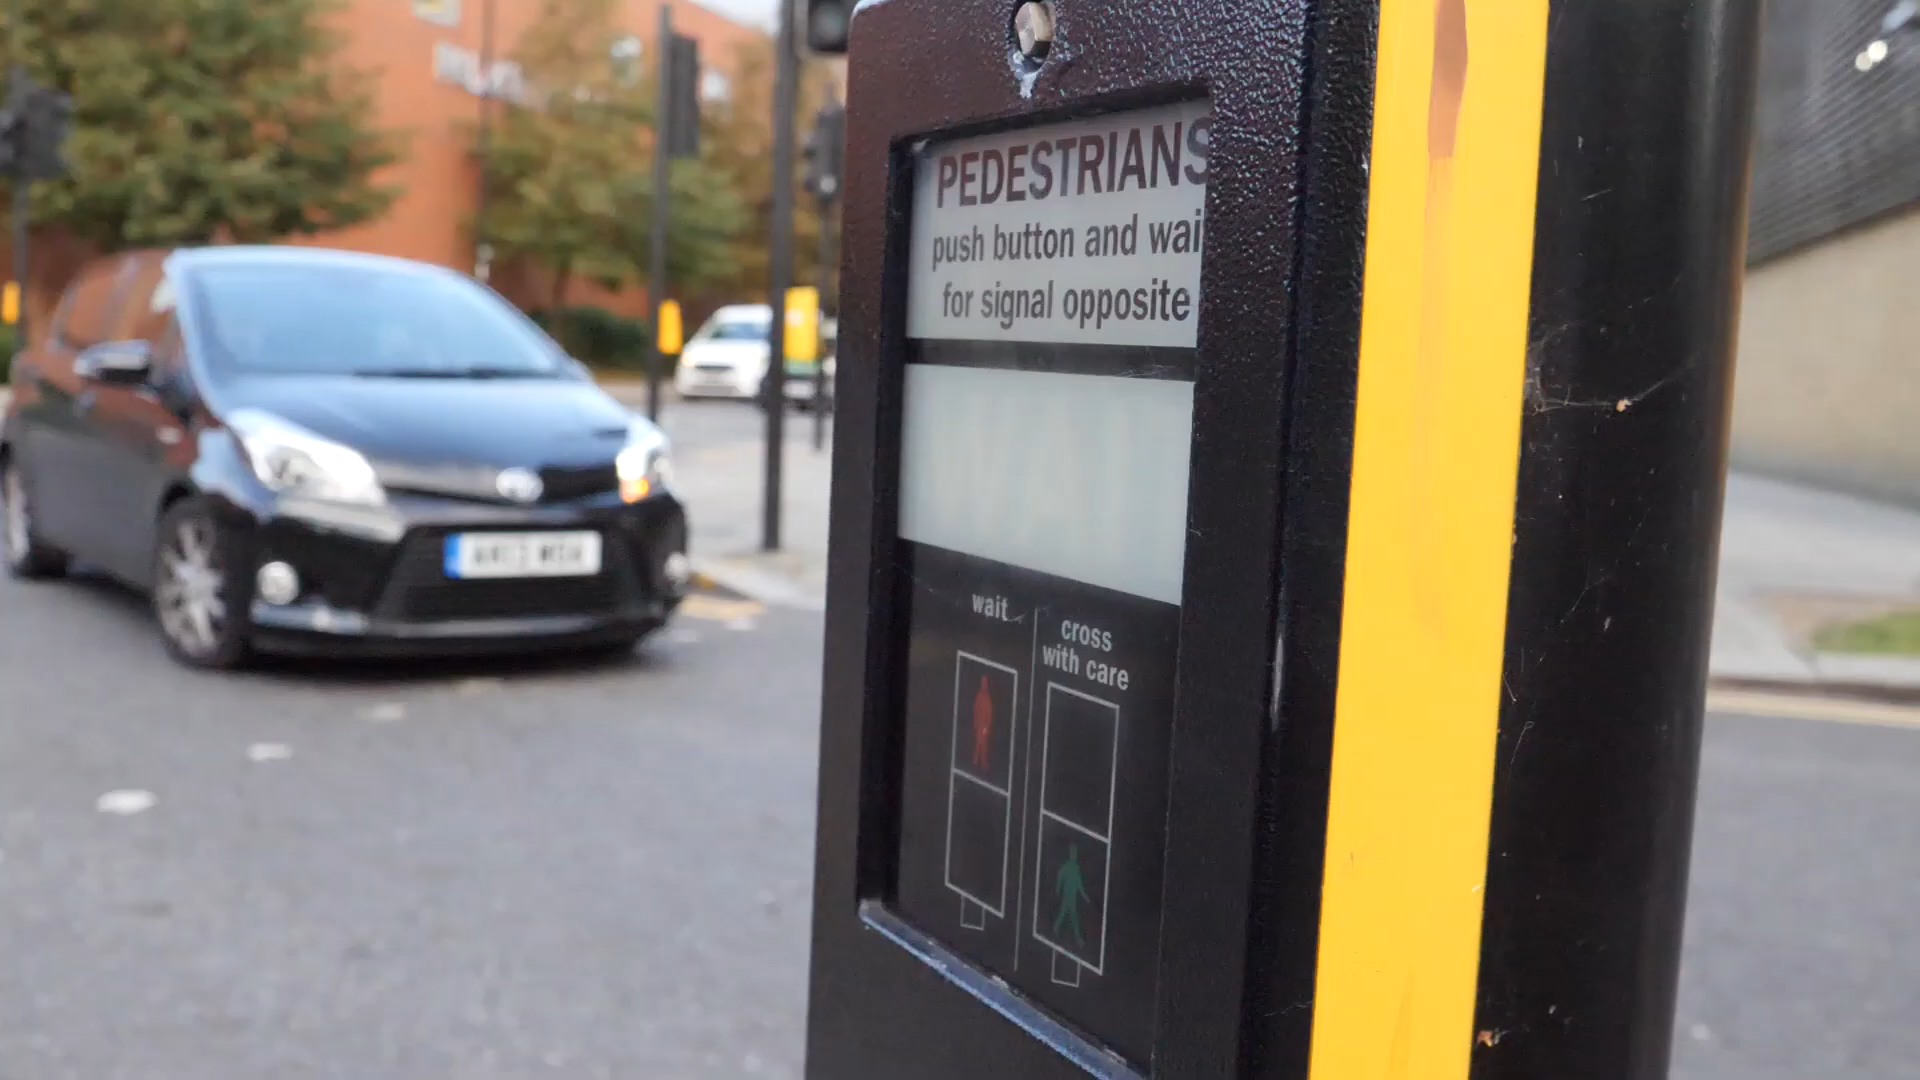 PEDESTRIANS
push button and wai
for signal opposite
wait
cross
with care